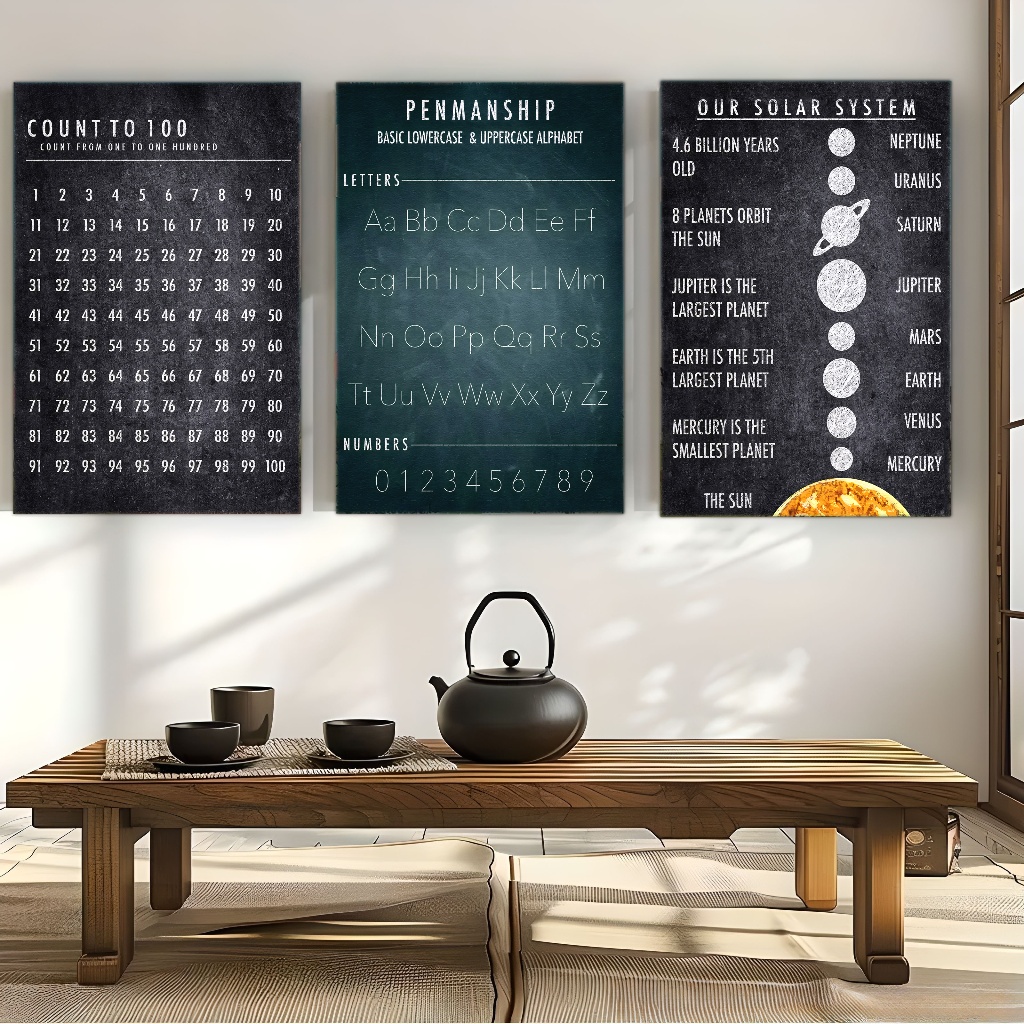 COUNT TO 100
COUNT FROM ONE TO ONE HUNDRED
1 2 3 4 5 6 7 8 9 10
11 12 13 14 15 16 17 18 19 20
21 22 23 24 25 26 27 28 29 30
31 32 33 34 35 36 37 38 39 40
41 42 43 44 45 46 47 48 49 50
51 52 53 54 55 56 57 58 59 60
61 62 63 64 65 66 67 68 69 70
71 72 73 74 75 76 77 78 79 80
81 82 83 84 85 86 87 88 89 90
91 92 93 94 95 96 97 98 99 100
PENMANSHIP
BASIC LOWERCASE & UPPERCASE ALPHABET
LETTERS
Aa Bb Cc Dd Ee Ff
Gg Hh Ii Jj Kk Ll Mm
Nn Oo Pp Qq Rr Ss
Tt Uu Vv Ww Xx Yy Zz
NUMBERS
0 1 2 3 4 5 6 7 8 9
OUR SOLAR SYSTEM
4.6 BILLION YEARS
OLD
8 PLANETS ORBIT
THE SUN
JUPITER IS THE
LARGEST PLANET
EARTH IS THE 5TH
LARGEST PLANET
MERCURY IS THE
SMALLEST PLANET
THE SUN
NEPTUNE
URANUS
SATURN
JUPITER
MARS
EARTH
VENUS
MERCURY